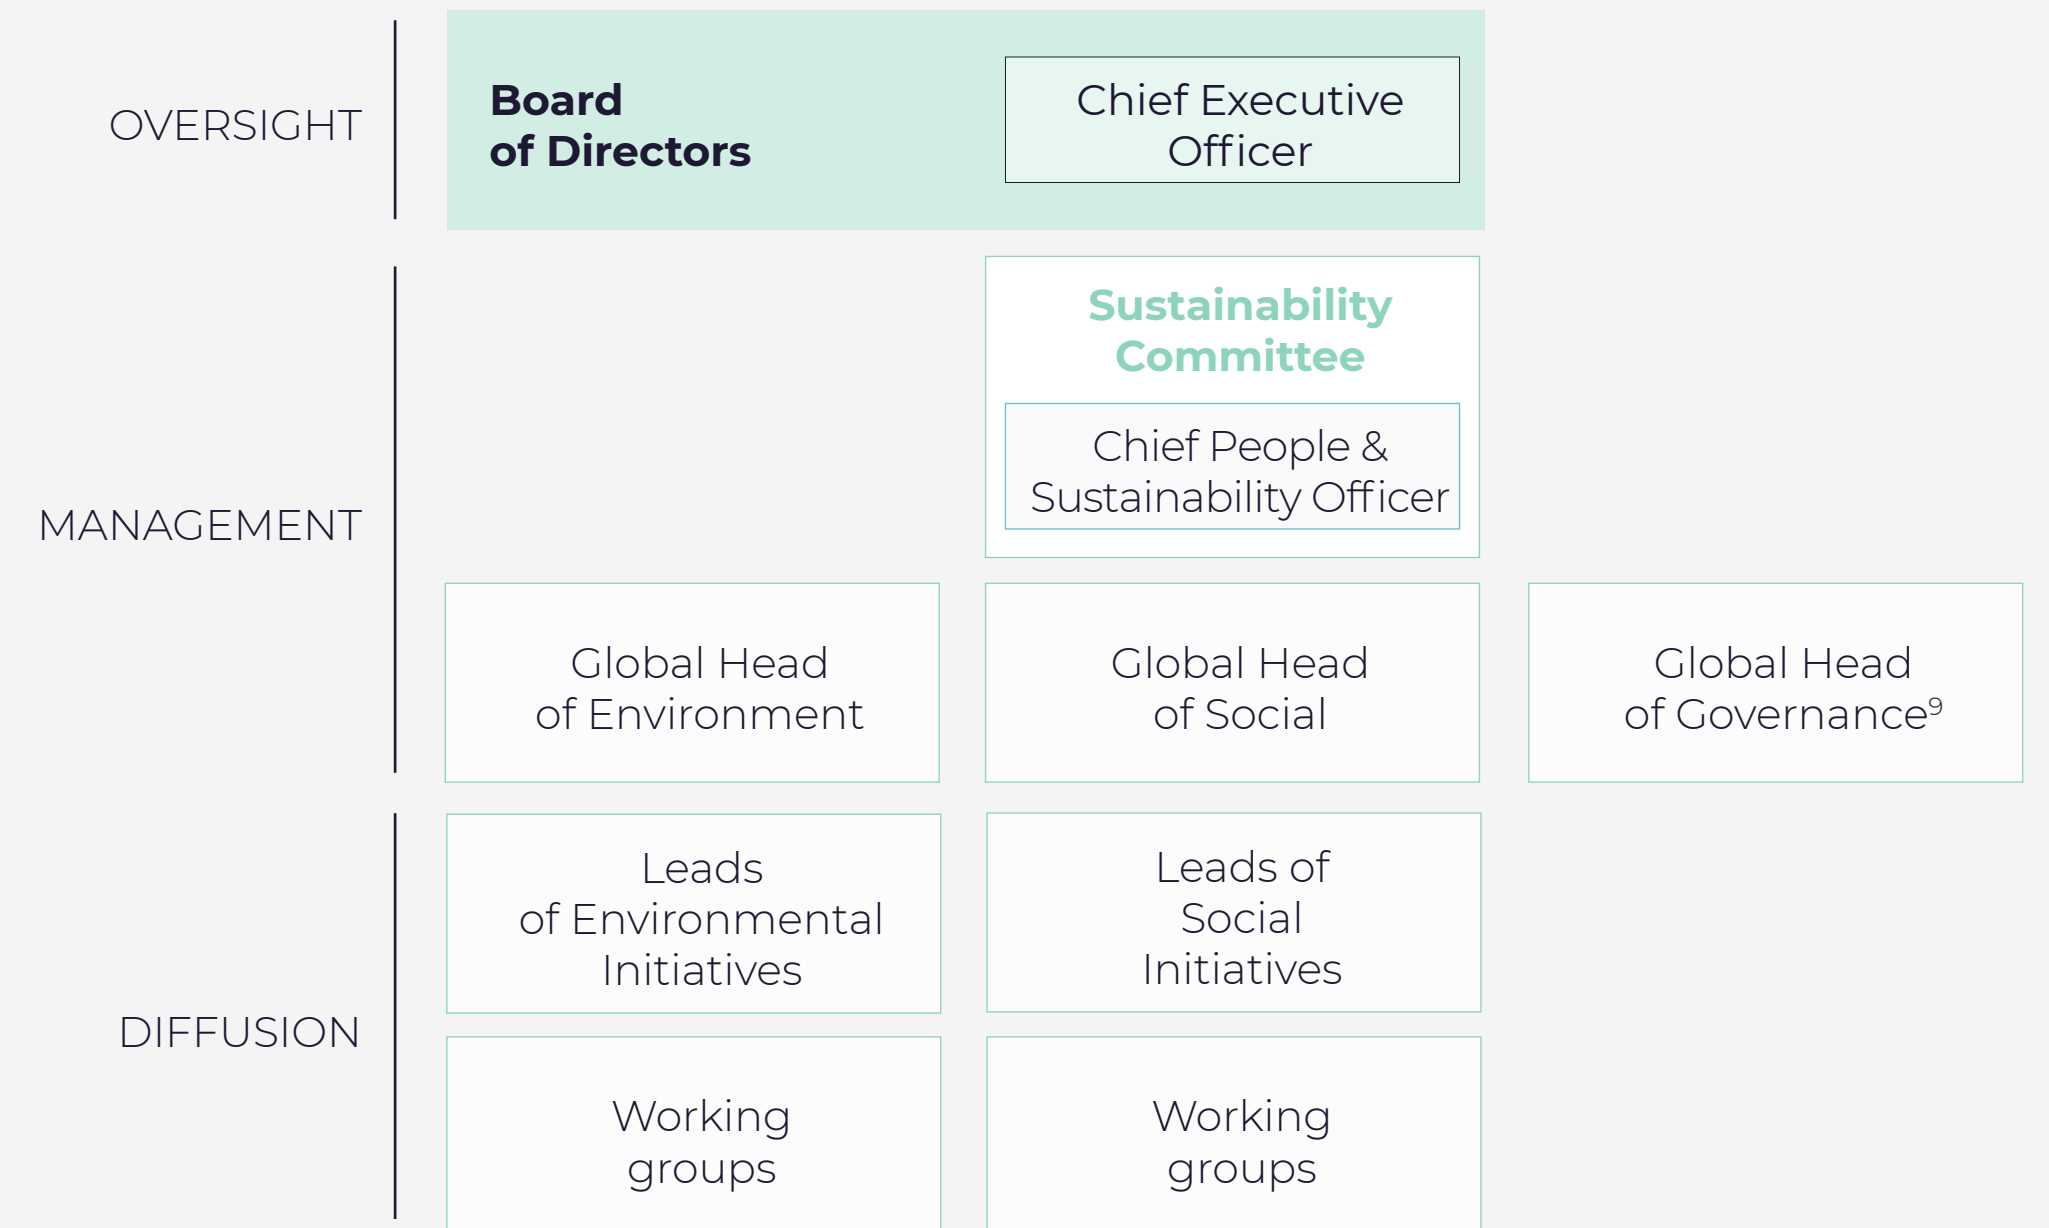 OVERSIGHT
Board
of Directors
Chief Executive
Officer
MANAGEMENT
Sustainability
Committee
Chief People &
Sustainability Officer
Global Head
of Environment
Global Head
of Social
Global Head
of Governance⁹
DIFFUSION
Leads
of Environmental
Initiatives
Leads of
Social
Initiatives
Working
groups
Working
groups